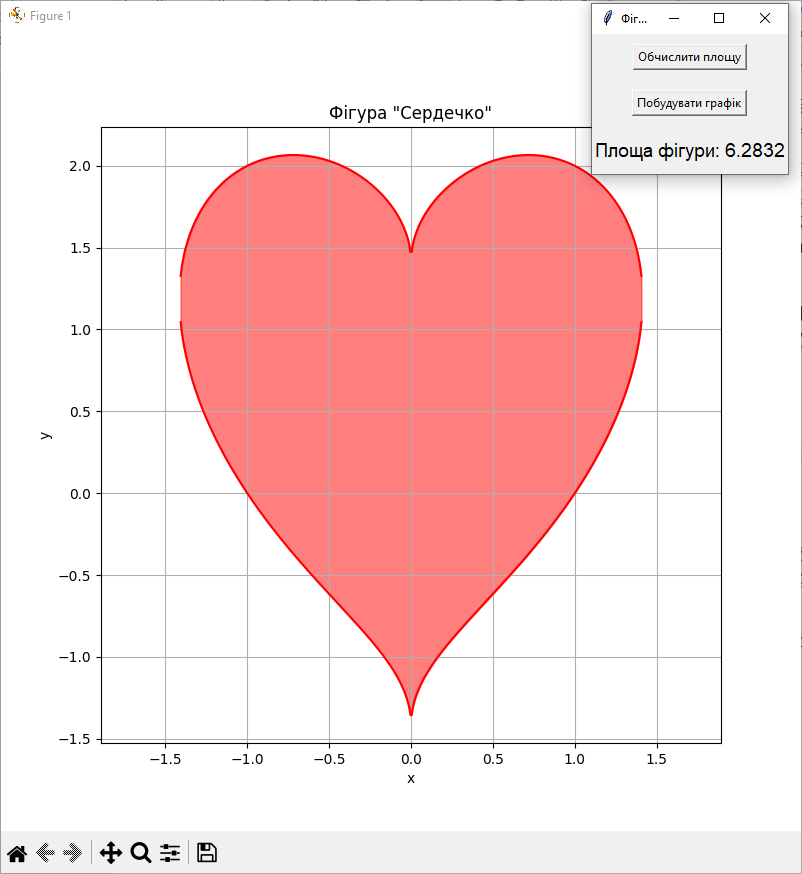 Figure 1
Фіг...
Обчислити площу
Побудувати графік
Площа фігури: 6.2832
Фігура "Сердечко"
2.0
1.5
1.0
0.5
0.0
−0.5
−1.0
−1.5
y
−1.5 −1.0 −0.5 0.0 0.5 1.0 1.5
x